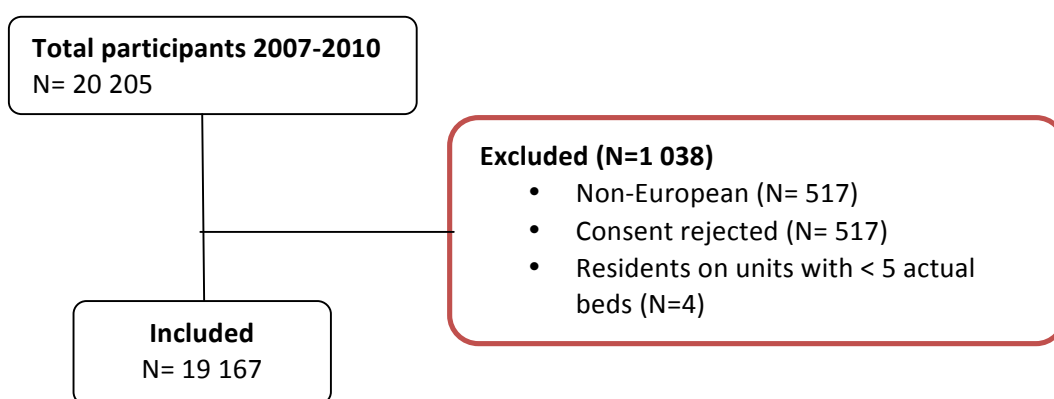 Total participants 2007-2010
N= 20 205
Excluded (N=1 038)
• Non-European (N= 517)
• Consent rejected (N= 517)
• Residents on units with < 5 actual
beds (N=4)
Included
N= 19 167